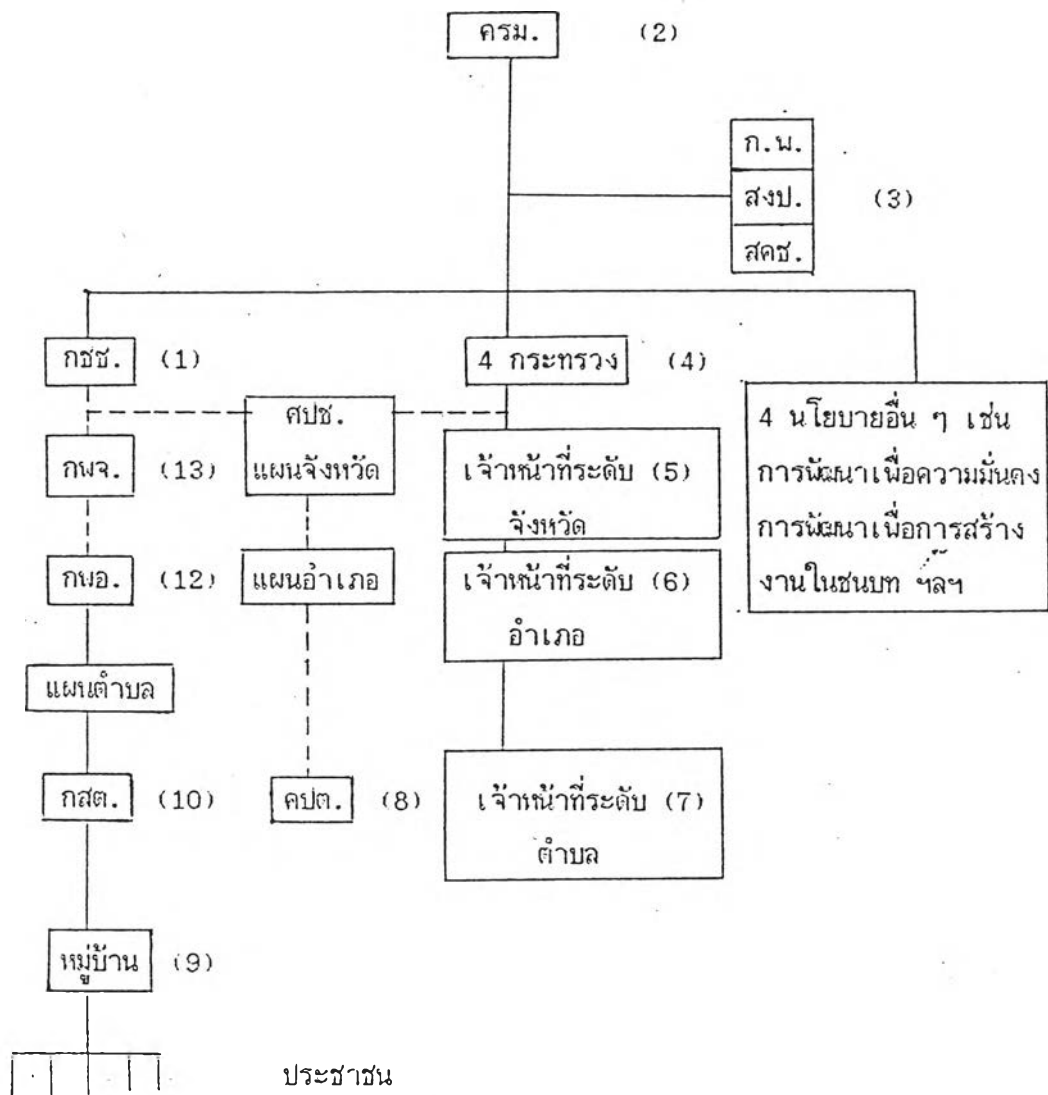 ครม. (2)
ก.พ.
สงป. (3)
สศช.
กชช. (1)
4 กระทรวง (4)
ศปช.
แผนจังหวัด
กพจ. (13)
เจ้าหน้าที่ระดับ (5)
จังหวัด
4 นโยบายอื่น ๆ เช่น
การพัฒนาเพื่อความมั่นคง
การพัฒนาเพื่อการสร้าง
งานในชนบท ฯลฯ
กพอ. (12)
แผนอำเภอ
เจ้าหน้าที่ระดับ (6)
อำเภอ
แผนตำบล
กสต. (10)
คปต. (8)
เจ้าหน้าที่ระดับ (7)
ตำบล
หมู่บ้าน (9)
ประชาชน